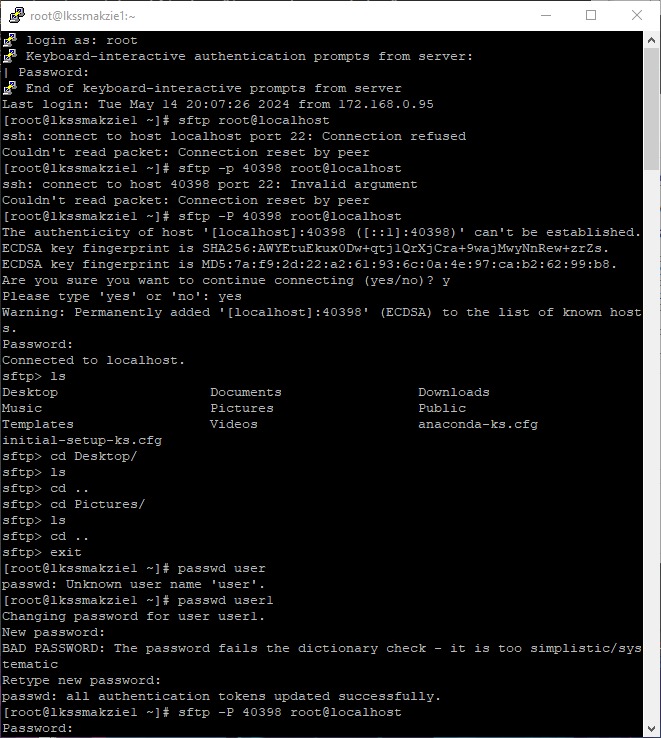 root@lkssmakzie1:~
login as: root
Keyboard-interactive authentication prompts from server:
| Password:
End of keyboard-interactive prompts from server
Last login: Tue May 14 20:07:26 2024 from 172.168.0.95
[root@lkssmakzie1 ~]# sftp root@localhost
ssh: connect to host localhost port 22: Connection refused
Couldn't read packet: Connection reset by peer
[root@lkssmakzie1 ~]# sftp -p 40398 root@localhost
ssh: connect to host 40398 port 22: Invalid argument
Couldn't read packet: Connection reset by peer
[root@lkssmakzie1 ~]# sftp -P 40398 root@localhost
The authenticity of host '[localhost]:40398 ([::1]:40398)' can't be established.
ECDSA key fingerprint is SHA256:AWYEtuEkux0Dw+qtj1QrXjCra+9wajMwyNnRew+zrZs.
ECDSA key fingerprint is MD5:7a:f9:2d:22:a2:61:93:6c:0a:4e:97:ca:b2:62:99:b8.
Are you sure you want to continue connecting (yes/no)? y
Please type 'yes' or 'no': yes
Warning: Permanently added '[localhost]:40398' (ECDSA) to the list of known host
s.
Password:
Connected to localhost.
sftp> ls
Desktop Documents Downloads
Music Pictures Public
Templates Videos anaconda-ks.cfg
initial-setup-ks.cfg
sftp> cd Desktop/
sftp> ls
sftp> cd ..
sftp> cd Pictures/
sftp> ls
sftp> cd ..
sftp> exit
[root@lkssmakzie1 ~]# passwd user
passwd: Unknown user name 'user'.
[root@lkssmakzie1 ~]# passwd user1
Changing password for user user1.
New password:
BAD PASSWORD: The password fails the dictionary check - it is too simplistic/sys
tematic
Retype new password:
passwd: all authentication tokens updated successfully.
[root@lkssmakzie1 ~]# sftp -P 40398 root@localhost
Password: